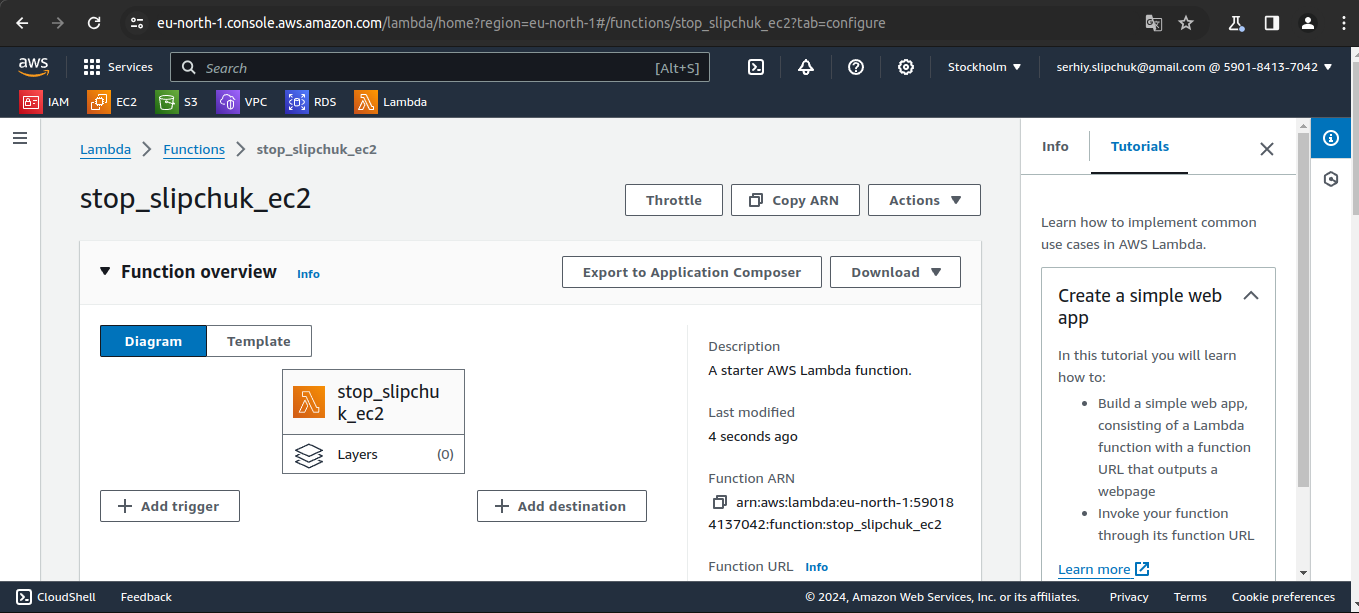 eu-north-1.console.aws.amazon.com/lambda/home?region=eu-north-1#/functions/stop_slipchuk_ec2?tab=configure
aws Services Search [Alt+S] Stockholm serhiy.slipchuk@gmail.com @ 5901-8413-7042
IAM EC2 S3 VPC RDS Lambda
Lambda Functions stop_slipchuk_ec2
stop_slipchuk_ec2
Throttle Copy ARN Actions
Function overview Info
Export to Application Composer Download
Diagram Template
stop_slipchu
k_ec2
Layers (0)
Add trigger Add destination
Description
A starter AWS Lambda function.
Last modified
4 seconds ago
Function ARN
arn:aws:lambda:eu-north-1:59018
4137042:function:stop_slipchuk_ec2
Function URL Info
Info Tutorials
Learn how to implement common
use cases in AWS Lambda.
Create a simple web
app
In this tutorial you will learn
how to:
• Build a simple web app,
consisting of a Lambda
function with a function
URL that outputs a
webpage
• Invoke your function
through its function URL
Learn more
CloudShell Feedback © 2024, Amazon Web Services, Inc. or its affiliates. Privacy Terms Cookie preferences